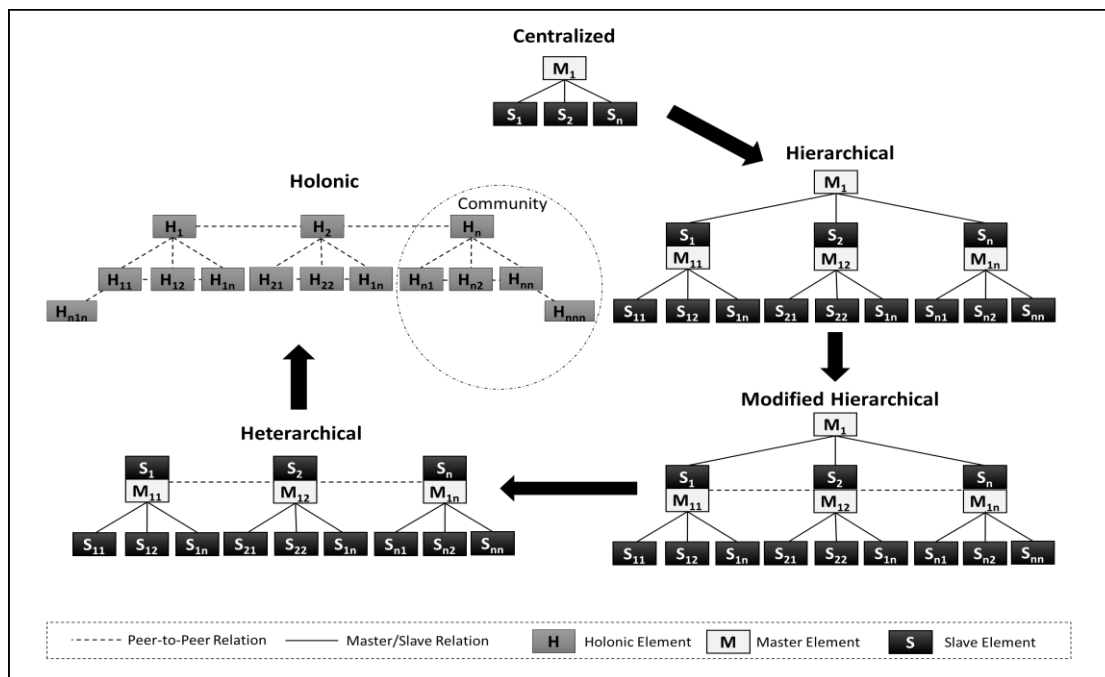 Centralized
M1
S1 S2 Sn
Hierarchical
M1
S1 S2 Sn
M11 M12 M1n
S11 S12 S1n S21 S22 S1n Sn1 Sn2 Snn
Modified Hierarchical
M1
S1 S2 Sn
M11 M12 M1n
S11 S12 S1n S21 S22 S1n Sn1 Sn2 Snn
Heterarchical
S1 S2 Sn
M11 M12 M1n
S11 S12 S1n S21 S22 S1n Sn1 Sn2 Snn
Holonic
Community
H1 H2 Hn
H11 H12 H1n H21 H22 H1n Hn1 Hn2 Hnn
Hn1n Hnnn
Peer-to-Peer Relation Master/Slave Relation H Holonic Element M Master Element S Slave Element